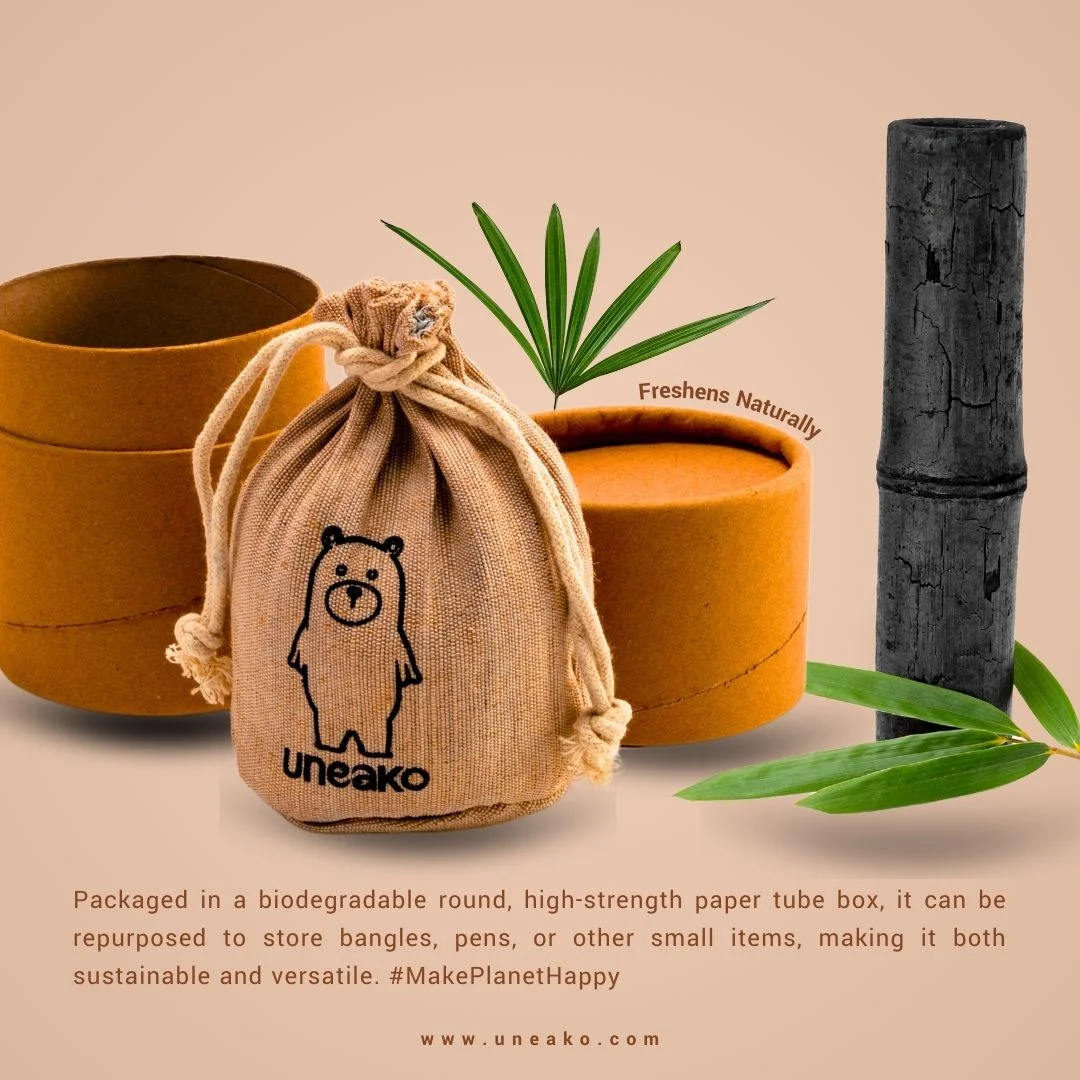 Freshens Naturally
uneako
Packaged in a biodegradable round, high-strength paper tube box, it can be
repurposed to store bangles, pens, or other small items, making it both
sustainable and versatile. #MakePlanetHappy
www.uneako.com